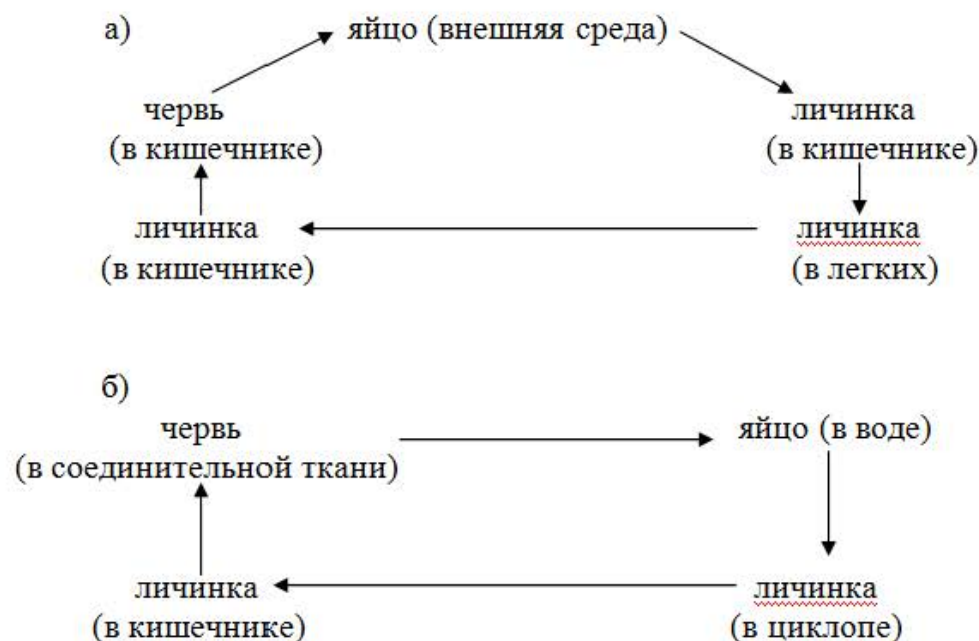 а)
яйцо (внешняя среда)
червь
(в кишечнике)
личинка
(в кишечнике)
личинка
(в кишечнике)
личинка
(в легких)
б)
червь
(в соединительной ткани)
яйцо (в воде)
личинка
(в кишечнике)
личинка
(в циклопе)